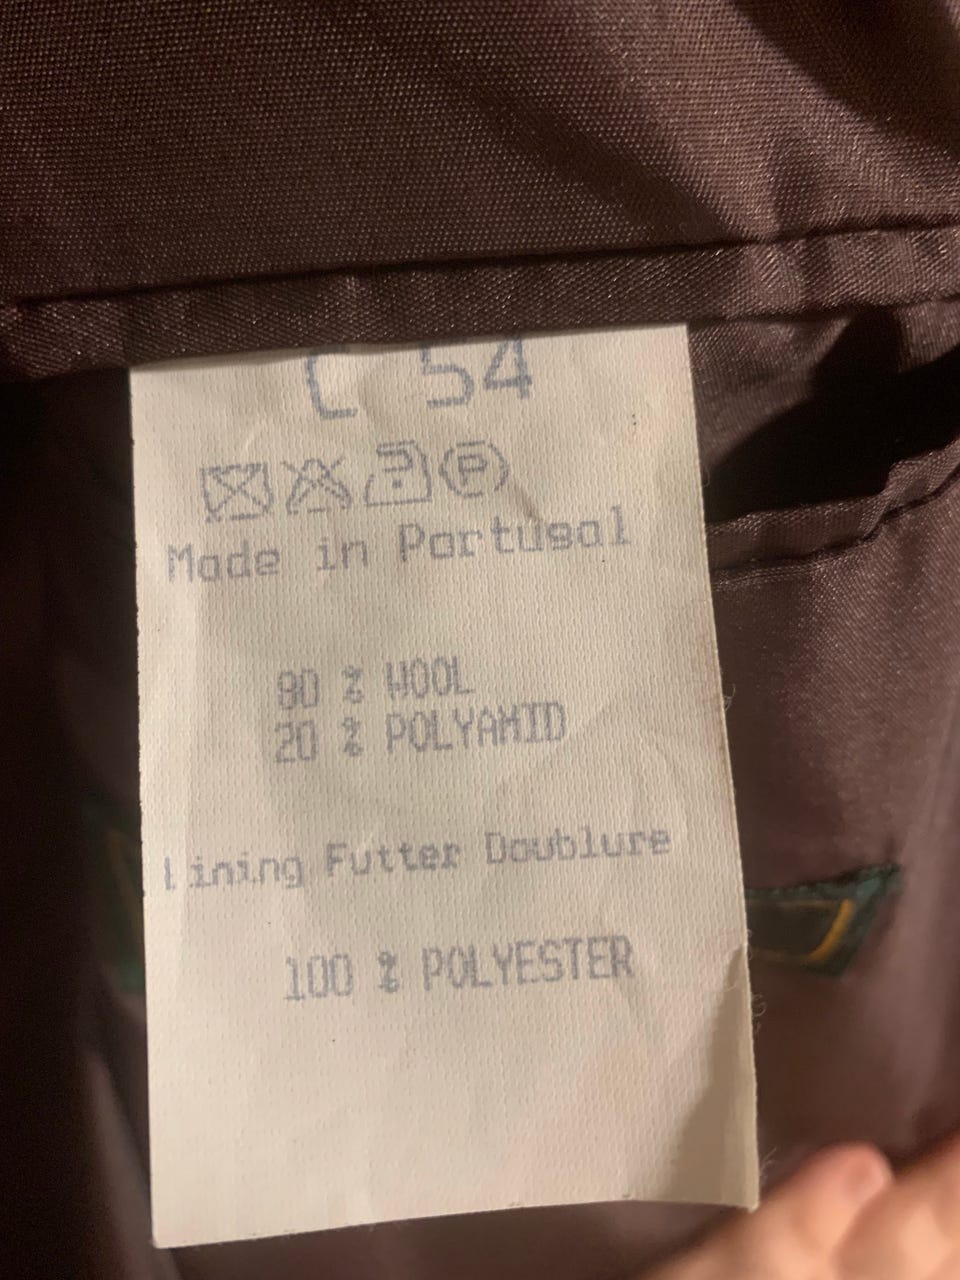 C 54
P
Made in Portugal
80 % WOOL
20 % POLYAMID
Lining Futter Doublure
100 % POLYESTER